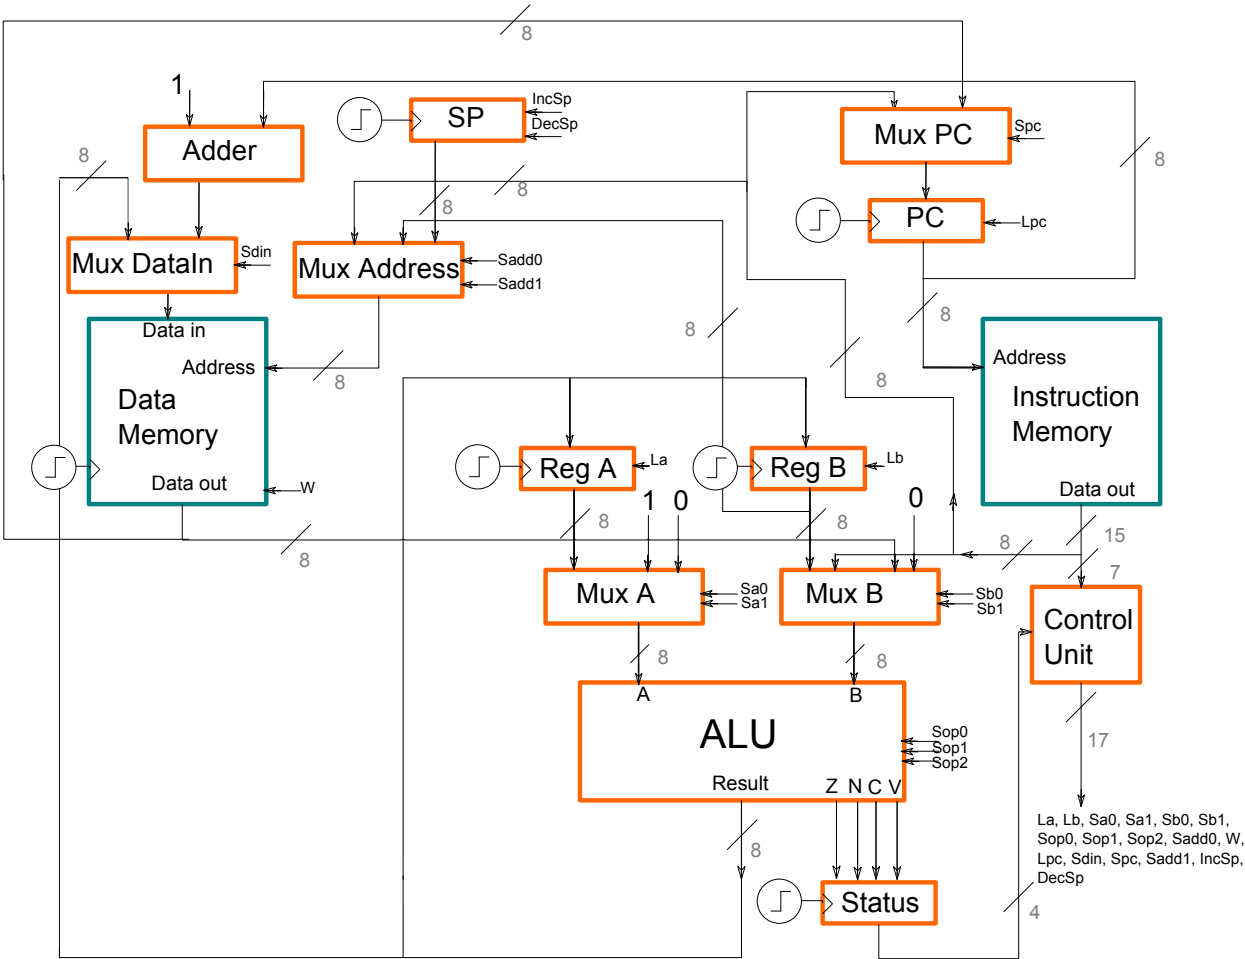 8
1
IncSp
SP
DecSp
Mux PC
Spc
Adder
8
8
8
8
PC
Lpc
Mux DataIn
Sdin
Mux Address
Sadd0
Sadd1
8
8
Data in
Address
8
8
Address
Data
Memory
Instruction
Memory
Reg A
La
Reg B
Lb
Data out
W
Data out
1
0
0
8
8
8
8
15
7
Mux A
Sa0
Sa1
Mux B
Sb0
Sb1
Control
Unit
8
8
A
B
ALU
Sop0
Sop1
Sop2
17
Result
Z N C V
8
La, Lb, Sa0, Sa1, Sb0, Sb1,
Sop0, Sop1, Sop2, Sadd0, W,
Lpc, Sdin, Spc, Sadd1, IncSp,
DecSp
Status
4